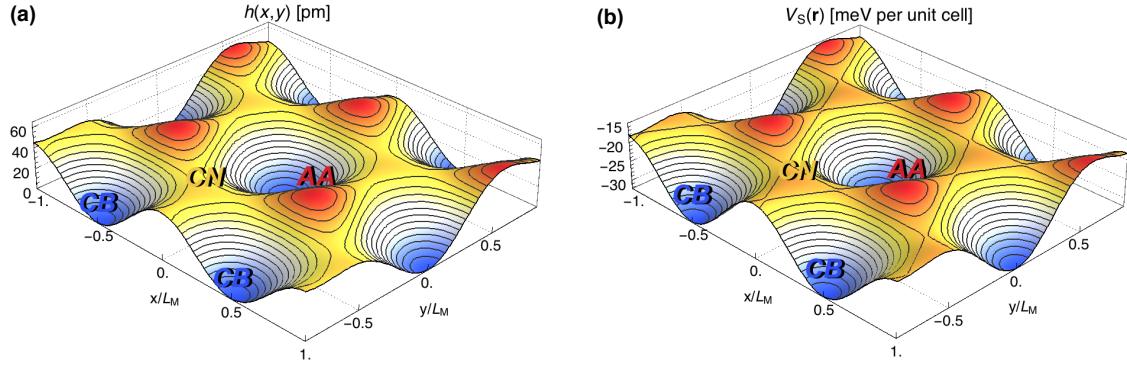 (a)
h(x,y) [pm]
60
40
20
0
-1.
-0.5
0.
0.5
1.
x/L_M
-0.5
0.
0.5
y/L_M
CN
AA
CB
CB
(b)
V_S(r) [meV per unit cell]
-15
-20
-25
-30
-1.
-0.5
0.
0.5
1.
x/L_M
-0.5
0.
0.5
y/L_M
CN
AA
CB
CB